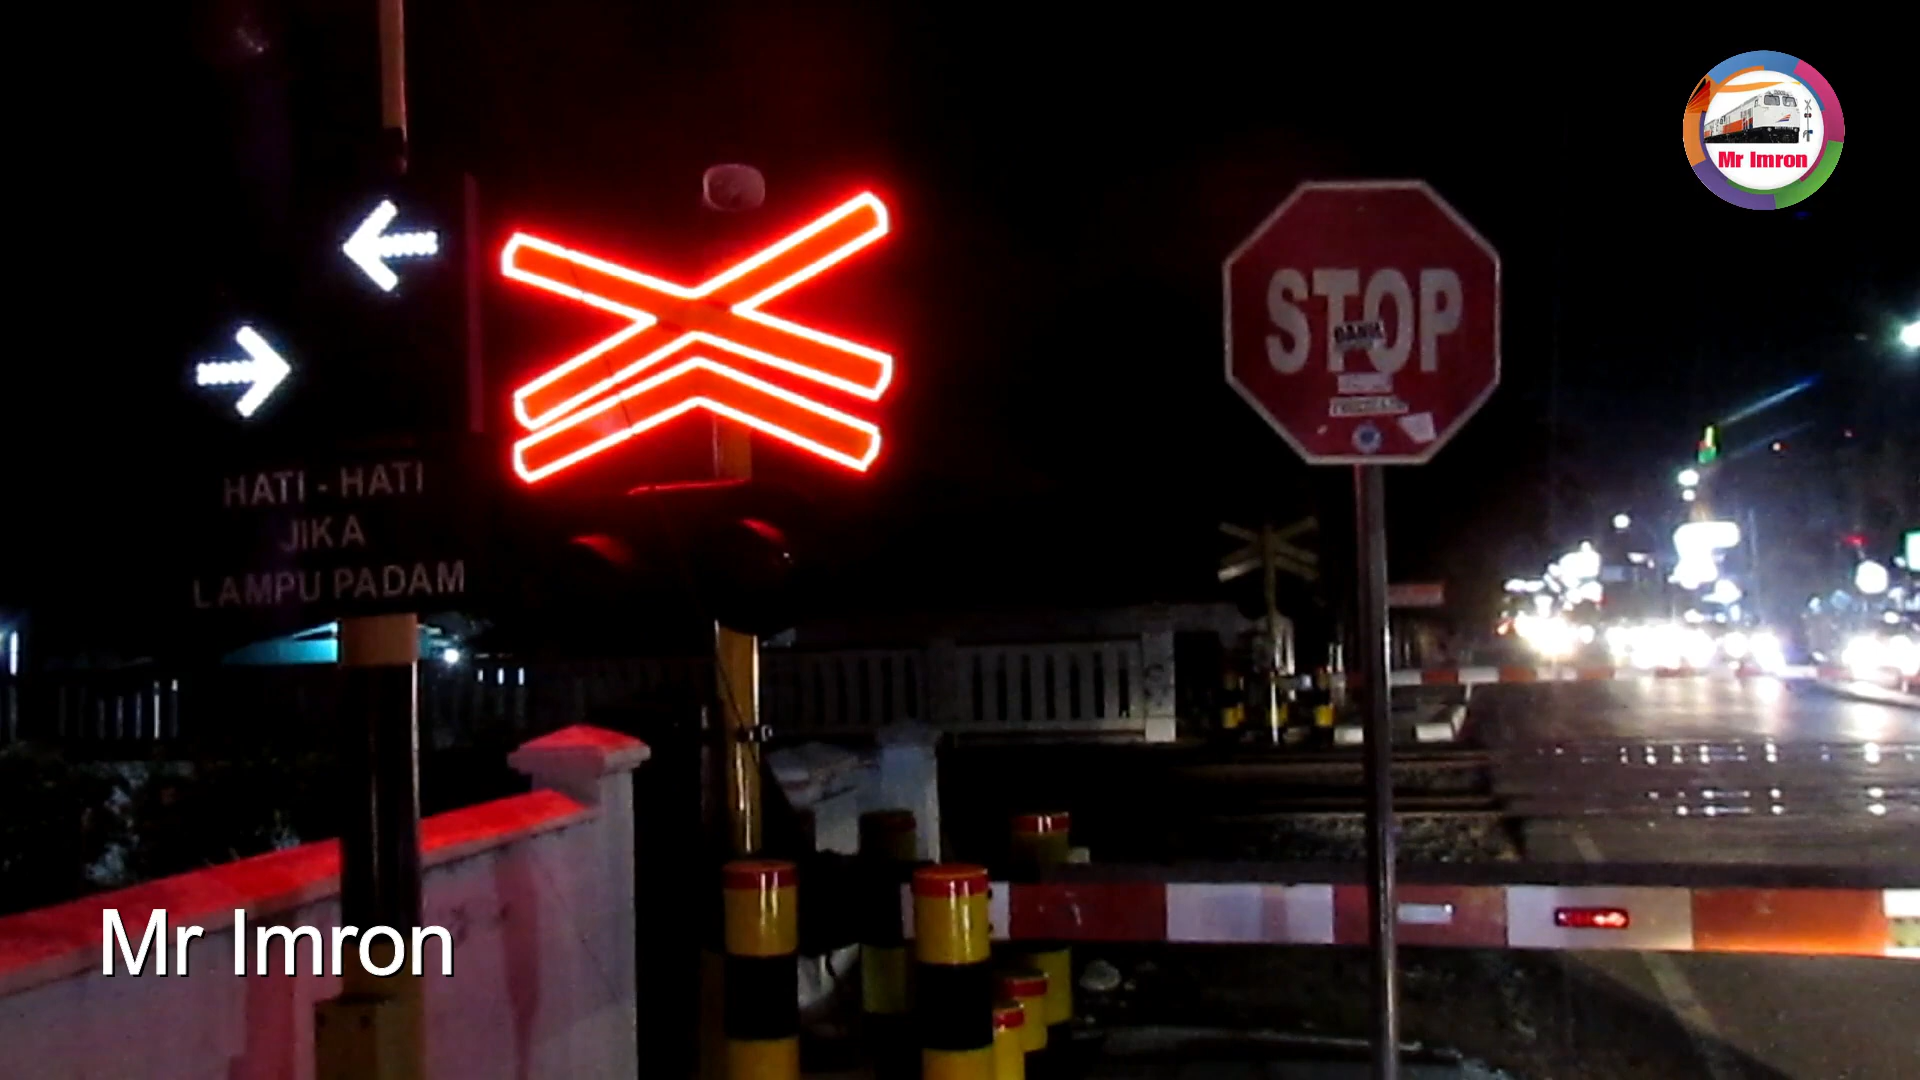 Mr Imron
STOP
HATI - HATI
JIKA
LAMPU PADAM
Mr Imron